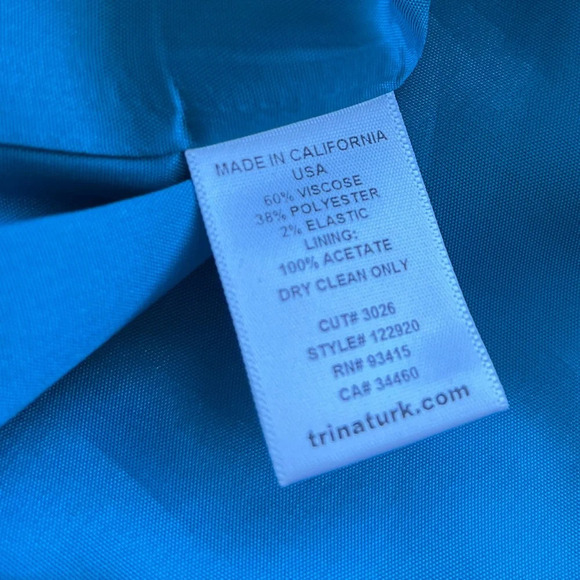 MADE IN CALIFORNIA
USA
60% VISCOSE
38% POLYESTER
2% ELASTIC
LINING:
100% ACETATE
DRY CLEAN ONLY
CUT# 3026
STYLE# 122920
RN# 93415
CA# 34460
trinaturk.com